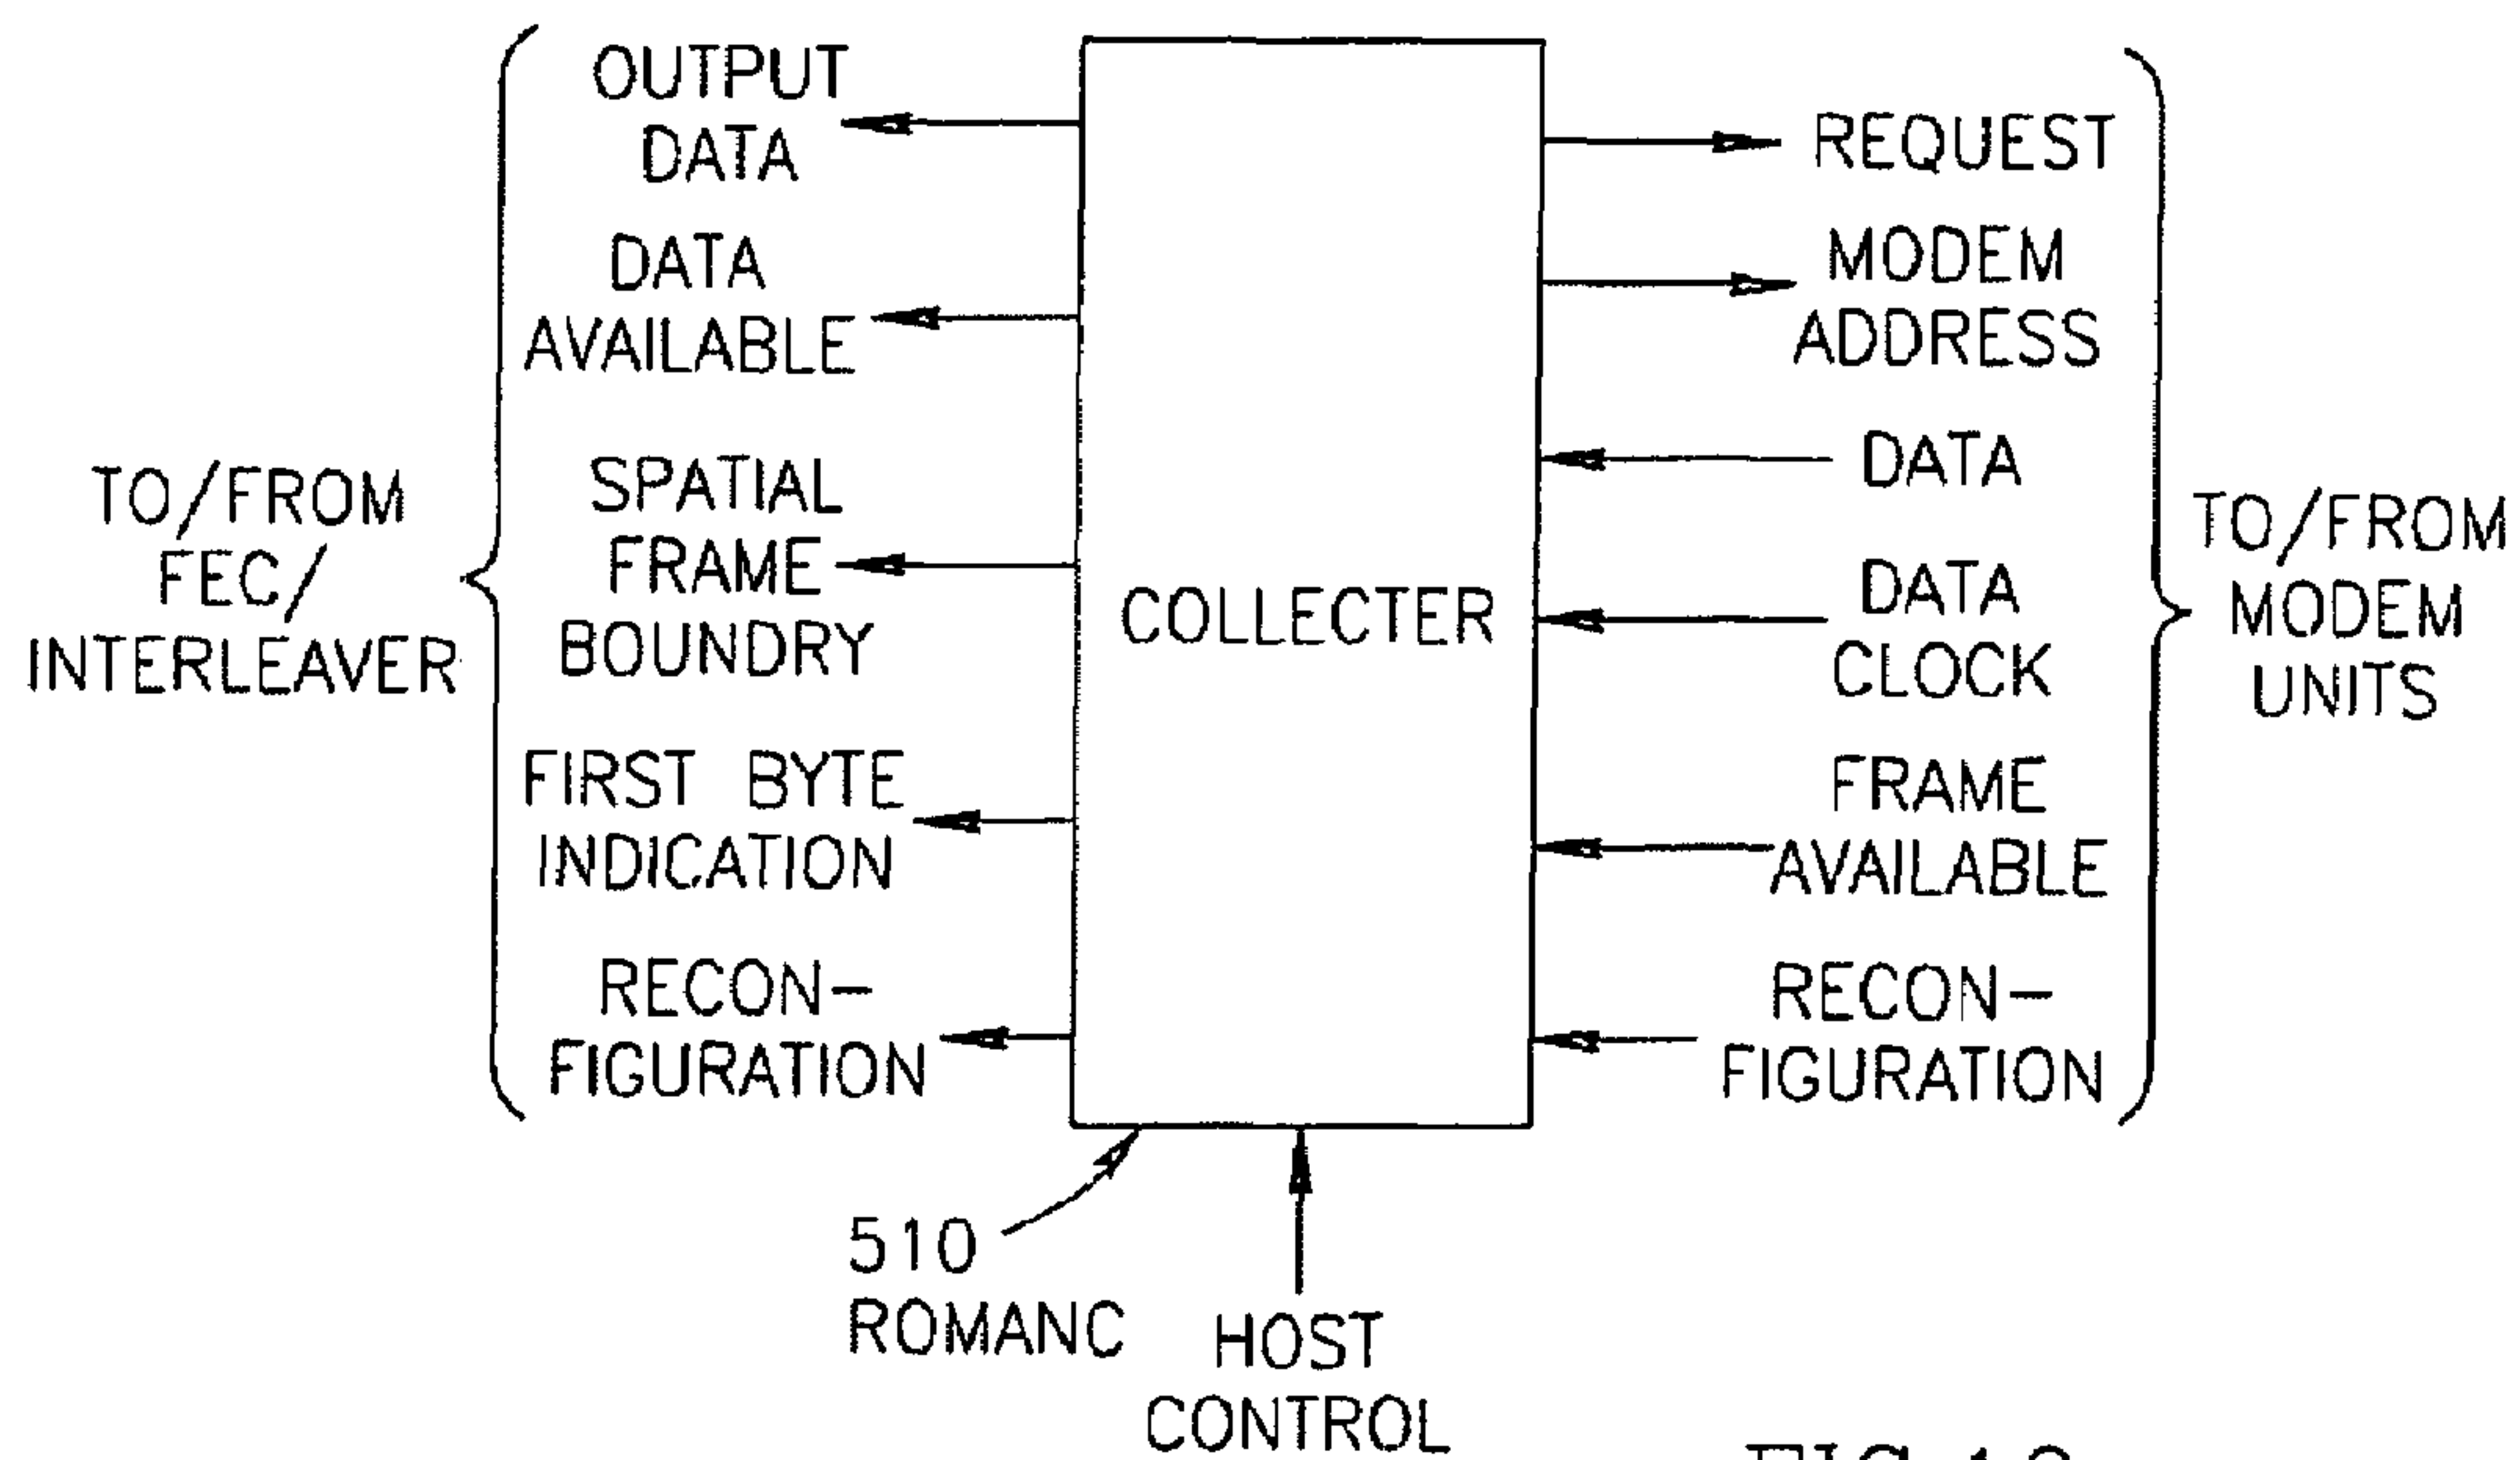 TO/FROM
FEC/
INTERLEAVER
OUTPUT
DATA
DATA
AVAILABLE
SPATIAL
FRAME
BOUNDRY
FIRST BYTE
INDICATION
RECON-
FIGURATION
COLLECTER
REQUEST
MODEM
ADDRESS
DATA
DATA
CLOCK
FRAME
AVAILABLE
RECON-
FIGURATION
TO/FROM
MODEM
UNITS
510
ROMANC
HOST
CONTROL